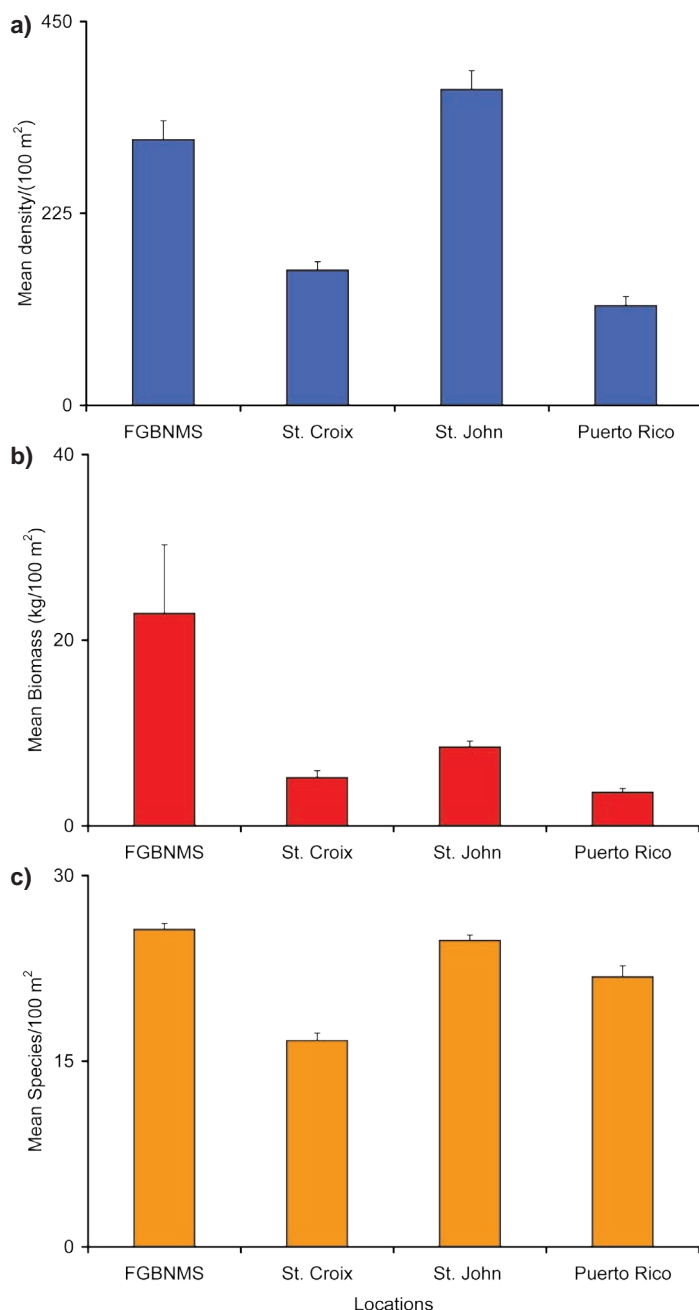 a)
450
225
0
Mean density/(100 m²)
FGBNMS St. Croix St. John Puerto Rico
b)
40
20
0
Mean Biomass (kg/100 m²)
FGBNMS St. Croix St. John Puerto Rico
c)
30
15
0
Mean Species/100 m²
FGBNMS St. Croix St. John Puerto Rico
Locations